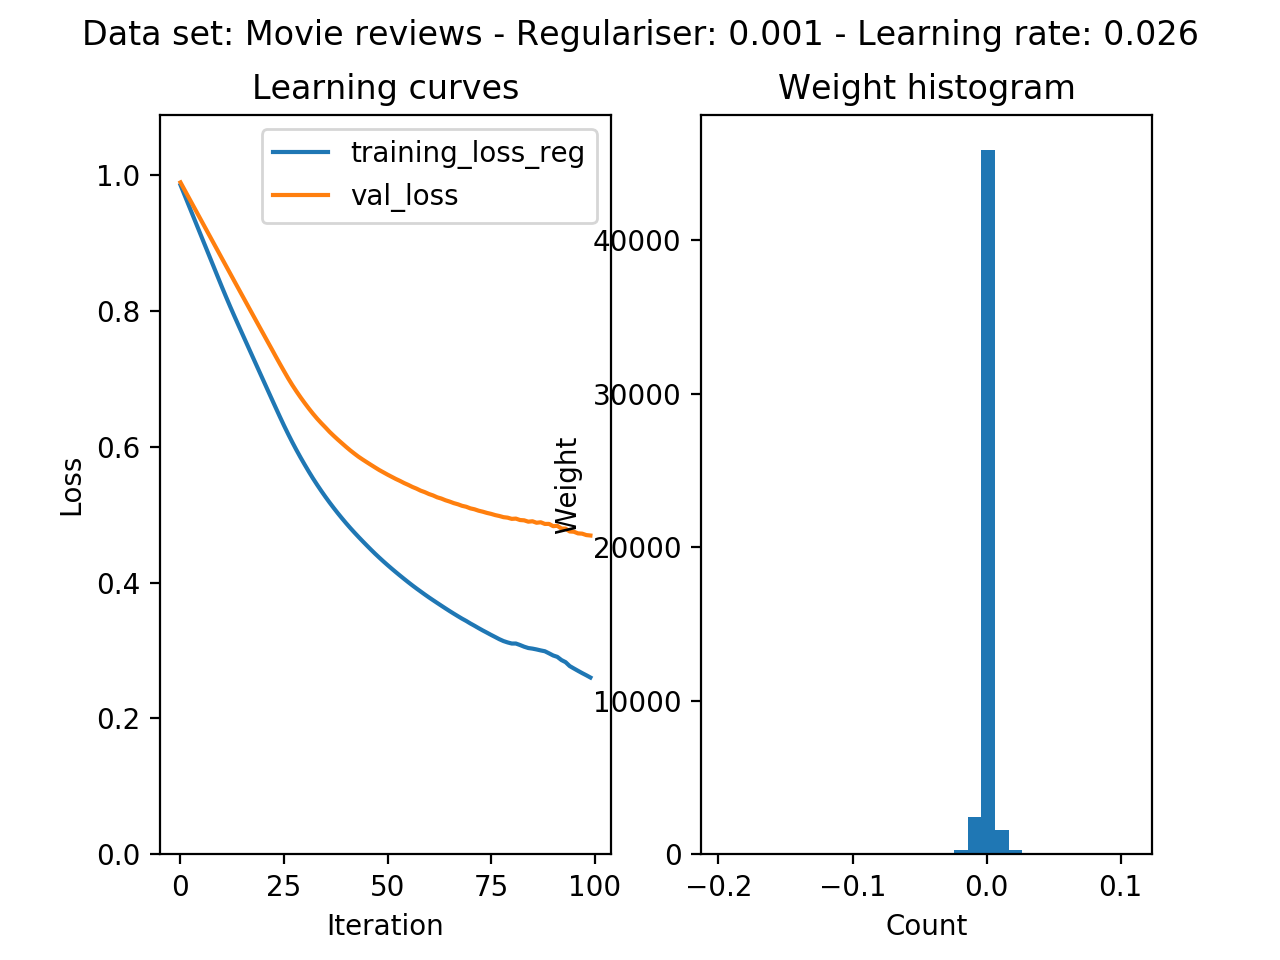 Data set: Movie reviews - Regulariser: 0.001 - Learning rate: 0.026
Learning curves
training_loss_reg
val_loss
1.0
0.8
0.6
0.4
0.2
0.0
Loss
0
25
50
75
100
Iteration
Weight histogram
40000
30000
20000
10000
0
Weight
−0.2
−0.1
0.0
0.1
Count